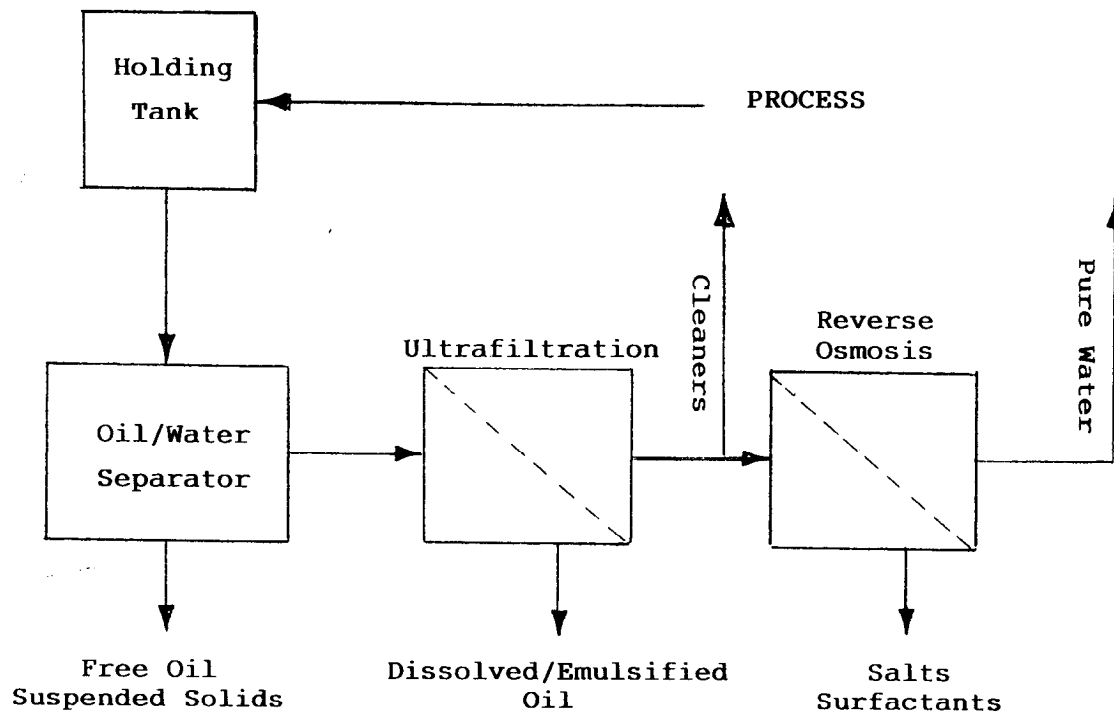 Holding
Tank
PROCESS
Cleaners
Pure Water
Ultrafiltration
Reverse
Osmosis
Oil/Water
Separator
Free Oil
Suspended Solids
Dissolved/Emulsified
Oil
Salts
Surfactants